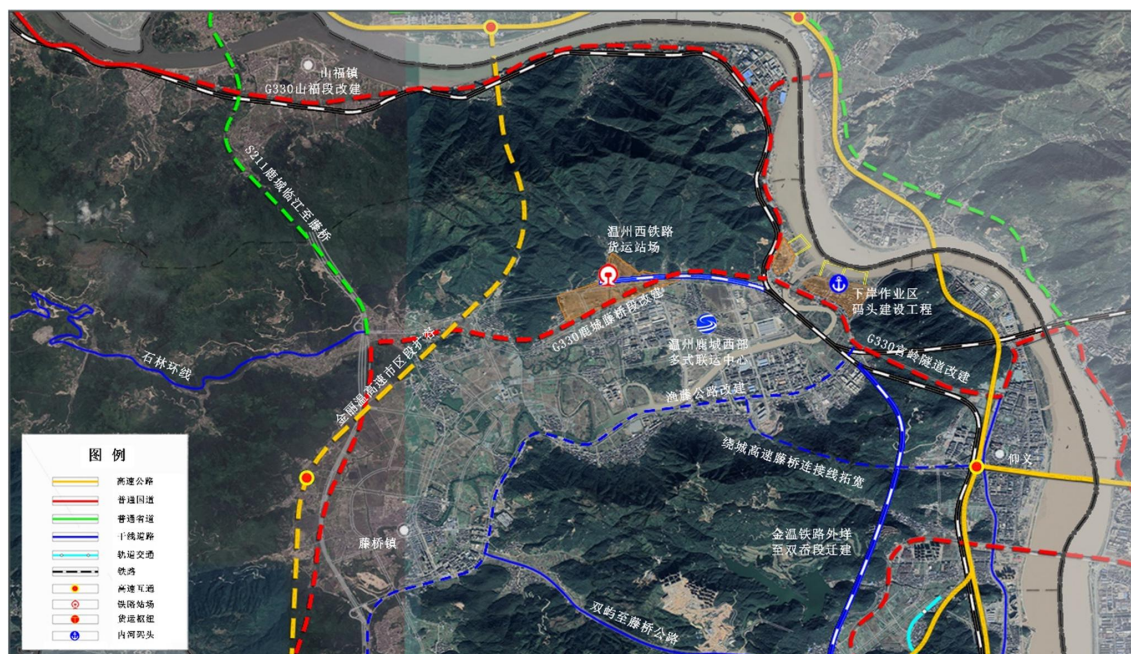 山福镇
G330山福段改建
S211鹿城临江至藤桥
温州西铁路
货运站场
下岸作业区
码头建设工程
G330鹿城藤桥段改建
温州鹿城西部
多式联运中心
G330宫岭隧道改建
石林环线
金丽温高速市区段扩容
渔藤公路改建
绕城高速藤桥连接线拓宽
仰义
藤桥镇
金温铁路外垟
至双岙段迁建
双屿至藤桥公路
图 例
高速公路
普通国道
普通省道
干线道路
轨道交通
铁路
高速互通
铁路站场
货运枢纽
内河码头